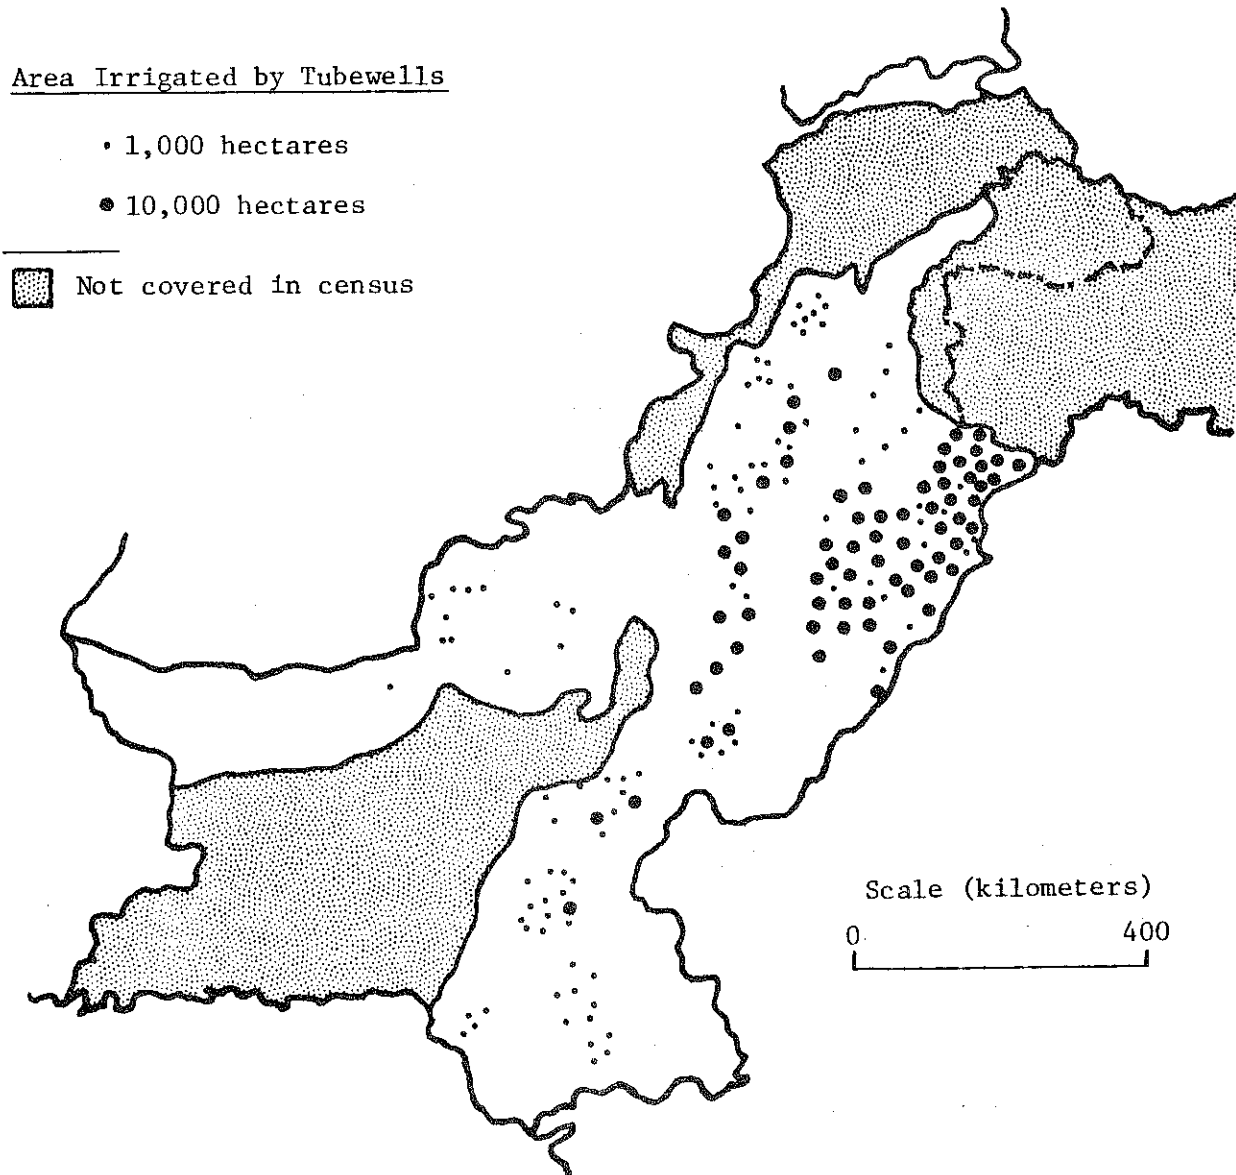 Area Irrigated by Tubewells
1,000 hectares
10,000 hectares
Not covered in census
Scale (kilometers)
0 400